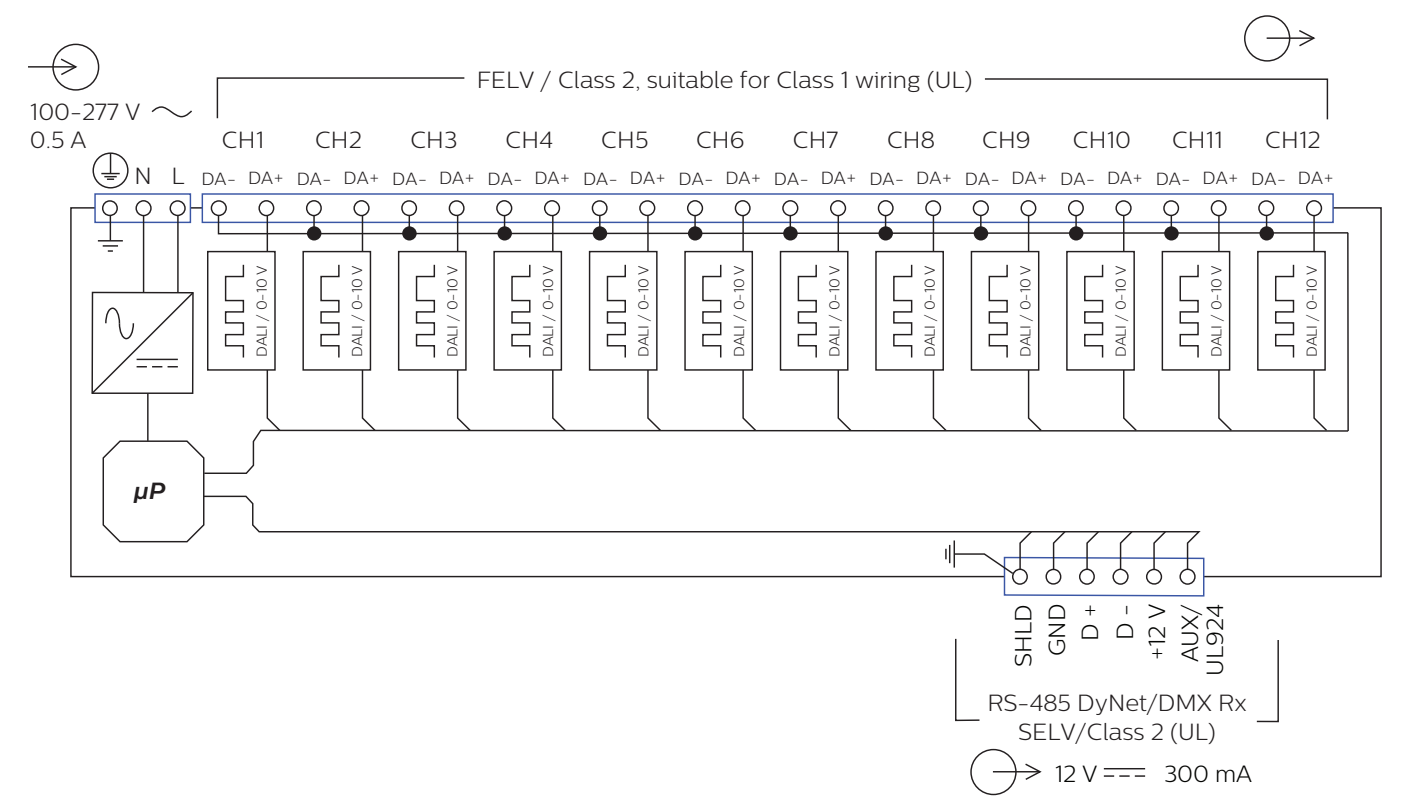 FELV / Class 2, suitable for Class 1 wiring (UL)
100-277 V
0.5 A
CH1 CH2 CH3 CH4 CH5 CH6 CH7 CH8 CH9 CH10 CH11 CH12
N L DA- DA+ DA- DA+ DA- DA+ DA- DA+ DA- DA+ DA- DA+ DA- DA+ DA- DA+ DA- DA+ DA- DA+ DA- DA+ DA- DA+
DALI / 0-10 V
DALI / 0-10 V
DALI / 0-10 V
DALI / 0-10 V
DALI / 0-10 V
DALI / 0-10 V
DALI / 0-10 V
DALI / 0-10 V
DALI / 0-10 V
DALI / 0-10 V
DALI / 0-10 V
DALI / 0-10 V
µP
SHLD
GND
D +
D -
+12 V
AUX/
UL924
RS-485 DyNet/DMX Rx
SELV/Class 2 (UL)
12 V 300 mA